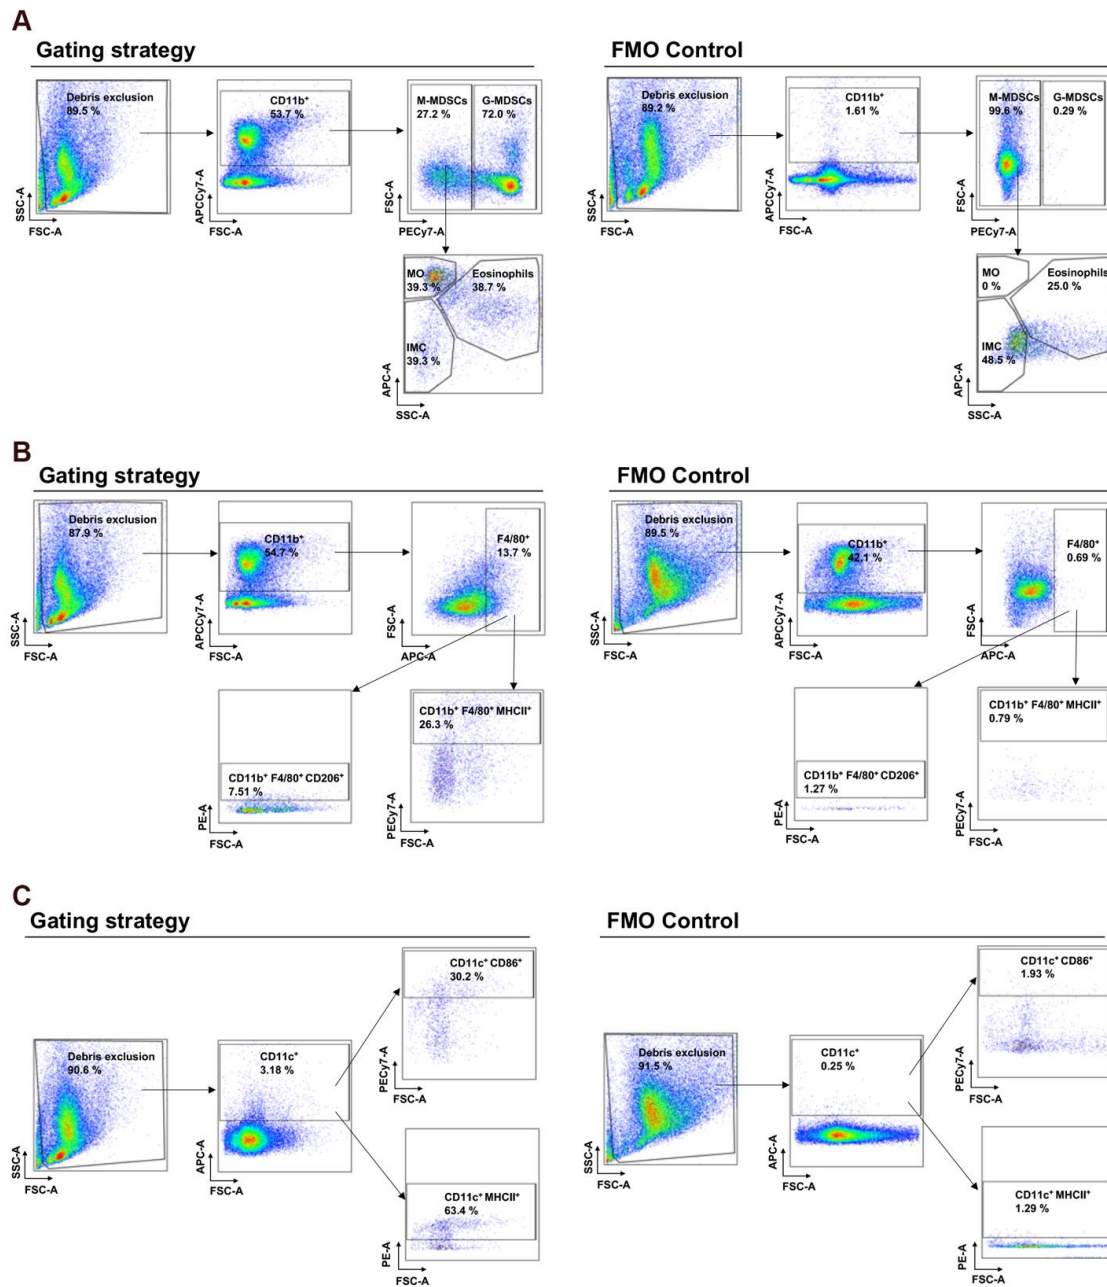 A
Gating strategy
FMO Control
Debris exclusion
89.5 %
SSC-A
FSC-A
CD11b⁺
53.7 %
APCCy7-A
FSC-A
M-MDSCs
27.2 %
G-MDSCs
72.0 %
FSC-A
PECy7-A
MO
39.3 %
Eosinophils
38.7 %
IMC
39.3 %
APC-A
SSC-A
Debris exclusion
89.2 %
SSC-A
FSC-A
CD11b⁺
1.61 %
APCCy7-A
FSC-A
M-MDSCs
99.6 %
G-MDSCs
0.29 %
FSC-A
PECy7-A
MO
0 %
Eosinophils
25.0 %
IMC
48.5 %
APC-A
SSC-A
B
Gating strategy
FMO Control
Debris exclusion
87.9 %
SSC-A
FSC-A
CD11b⁺
54.7 %
APCCy7-A
FSC-A
F4/80⁺
13.7 %
FSC-A
APC-A
CD11b⁺ F4/80⁺ CD206⁺
7.51 %
PE-A
FSC-A
CD11b⁺ F4/80⁺ MHCII⁺
26.3 %
PECy7-A
FSC-A
Debris exclusion
89.5 %
SSC-A
FSC-A
CD11b⁺
42.1 %
APCCy7-A
FSC-A
F4/80⁺
0.69 %
FSC-A
APC-A
CD11b⁺ F4/80⁺ CD206⁺
1.27 %
PE-A
FSC-A
CD11b⁺ F4/80⁺ MHCII⁺
0.79 %
PECy7-A
FSC-A
C
Gating strategy
FMO Control
Debris exclusion
90.6 %
SSC-A
FSC-A
CD11c⁺
3.18 %
APC-A
FSC-A
CD11c⁺ CD86⁺
30.2 %
PECy7-A
FSC-A
CD11c⁺ MHCII⁺
63.4 %
PE-A
FSC-A
Debris exclusion
91.5 %
SSC-A
FSC-A
CD11c⁺
0.25 %
APC-A
FSC-A
CD11c⁺ CD86⁺
1.93 %
PECy7-A
FSC-A
CD11c⁺ MHCII⁺
1.29 %
PE-A
FSC-A